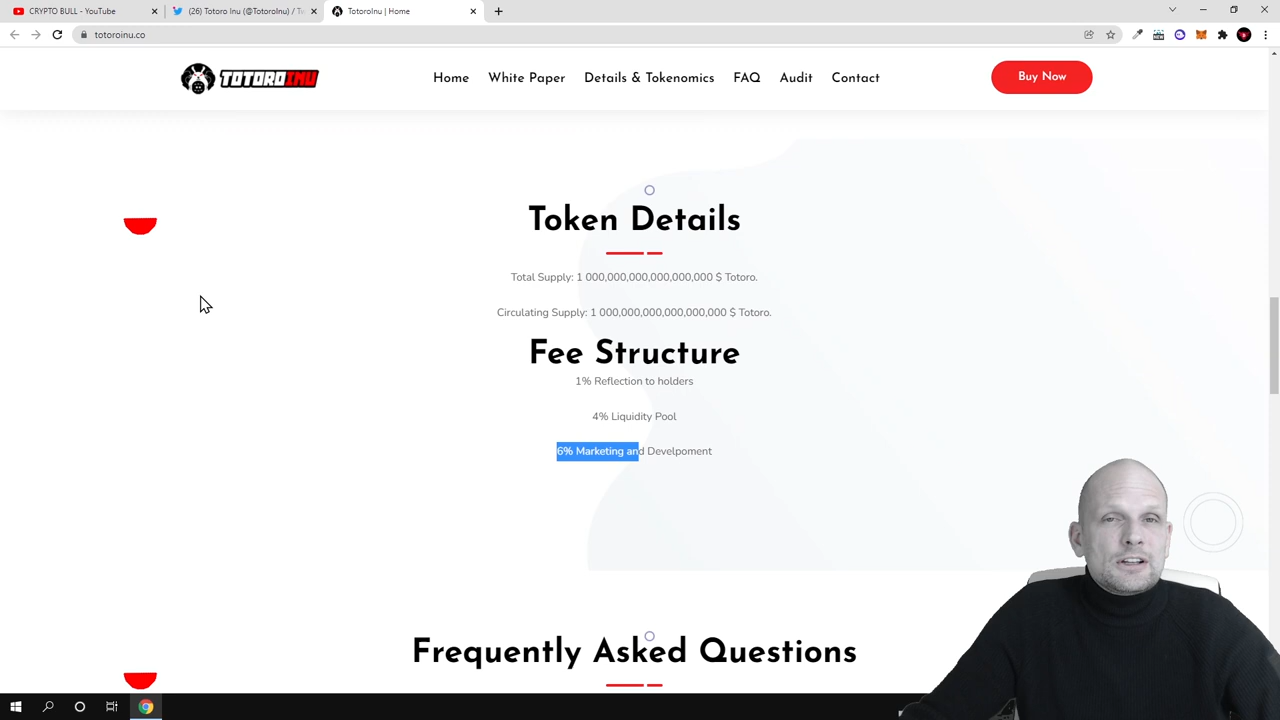 CRYPTO BULL - YouTube
(26) Totoro Inu (@TotoroInu) / Tw
TotoroInu | Home
totoroinu.co
TOTOROINU
Home
White Paper
Details & Tokenomics
FAQ
Audit
Contact
Buy Now
Token Details
Total Supply: 1 000,000,000,000,000,000 $ Totoro.
Circulating Supply: 1 000,000,000,000,000,000 $ Totoro.
Fee Structure
1% Reflection to holders
4% Liquidity Pool
6% Marketing and Develpoment
Frequently Asked Questions